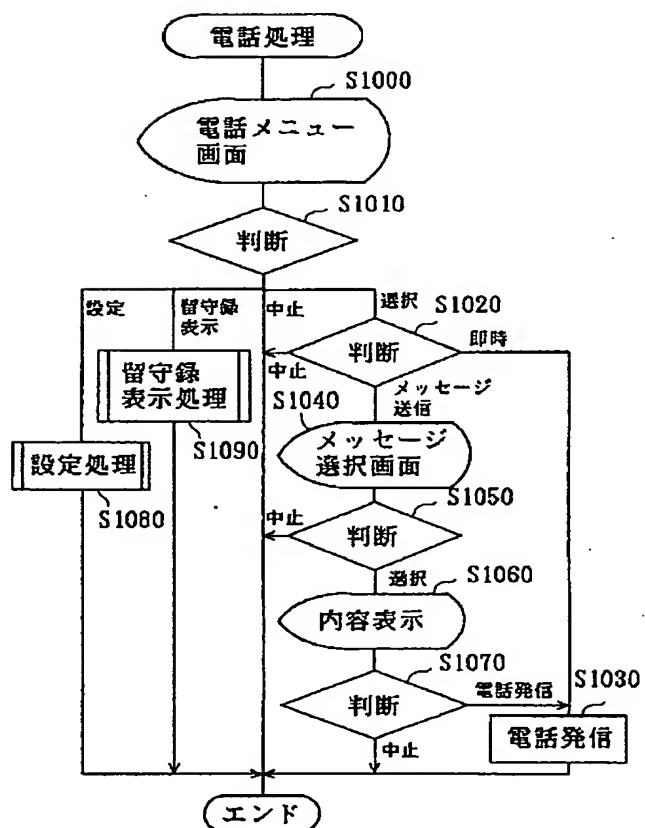 電話処理
S1000
電話メニュー
画面
S1010
判断
設定
留守録
表示
中止
選択
S1020
判断
即時
中止
メッセージ
送信
留守録
表示処理
S1090
S1040
メッセージ
選択画面
設定処理
S1080
S1050
中止
判断
選択
S1060
内容表示
S1070
判断
電話発信
S1030
電話発信
中止
エンド